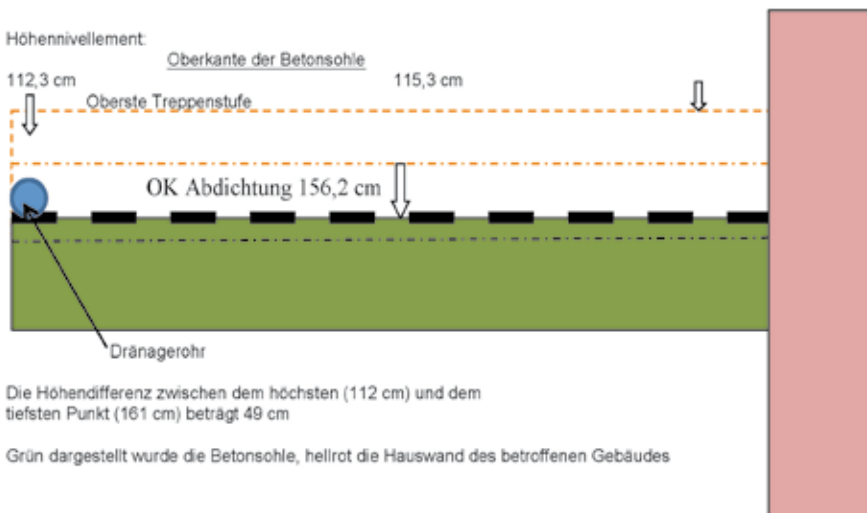 Höhennivellement:
Oberkante der Betonsohle
112,3 cm 115,3 cm
Oberste Treppenstufe
OK Abdichtung 156,2 cm
Dränagerohr
Die Höhendifferenz zwischen dem höchsten (112 cm) und dem
tiefsten Punkt (161 cm) beträgt 49 cm
Grün dargestellt wurde die Betonsohle, hellrot die Hauswand des betroffenen Gebäudes